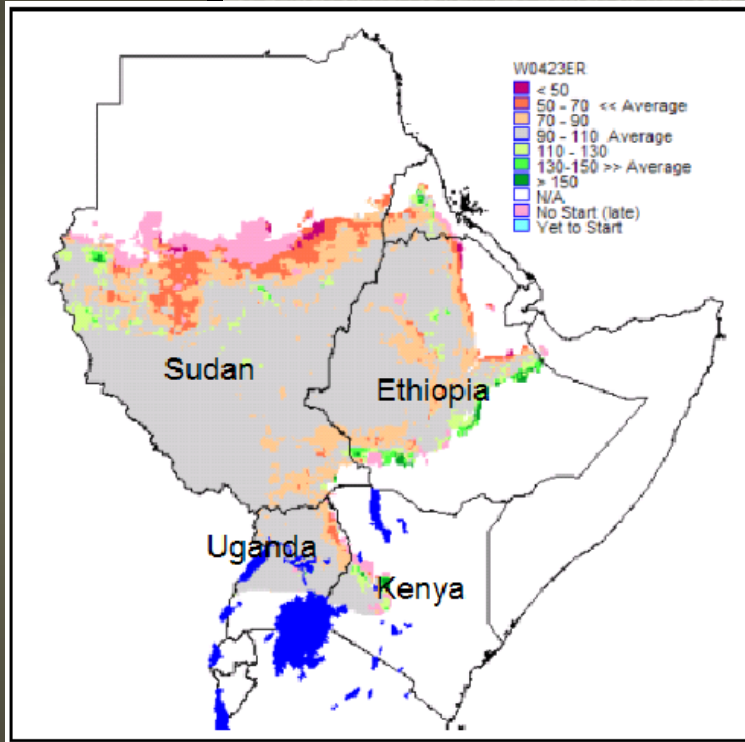 W0423ER
< 50
50 - 70 << Average
70 - 90
90 - 110 Average
110 - 130
130-150 >> Average
> 150
N/A
No Start (late)
Yet to Start
Sudan
Ethiopia
Uganda
Kenya